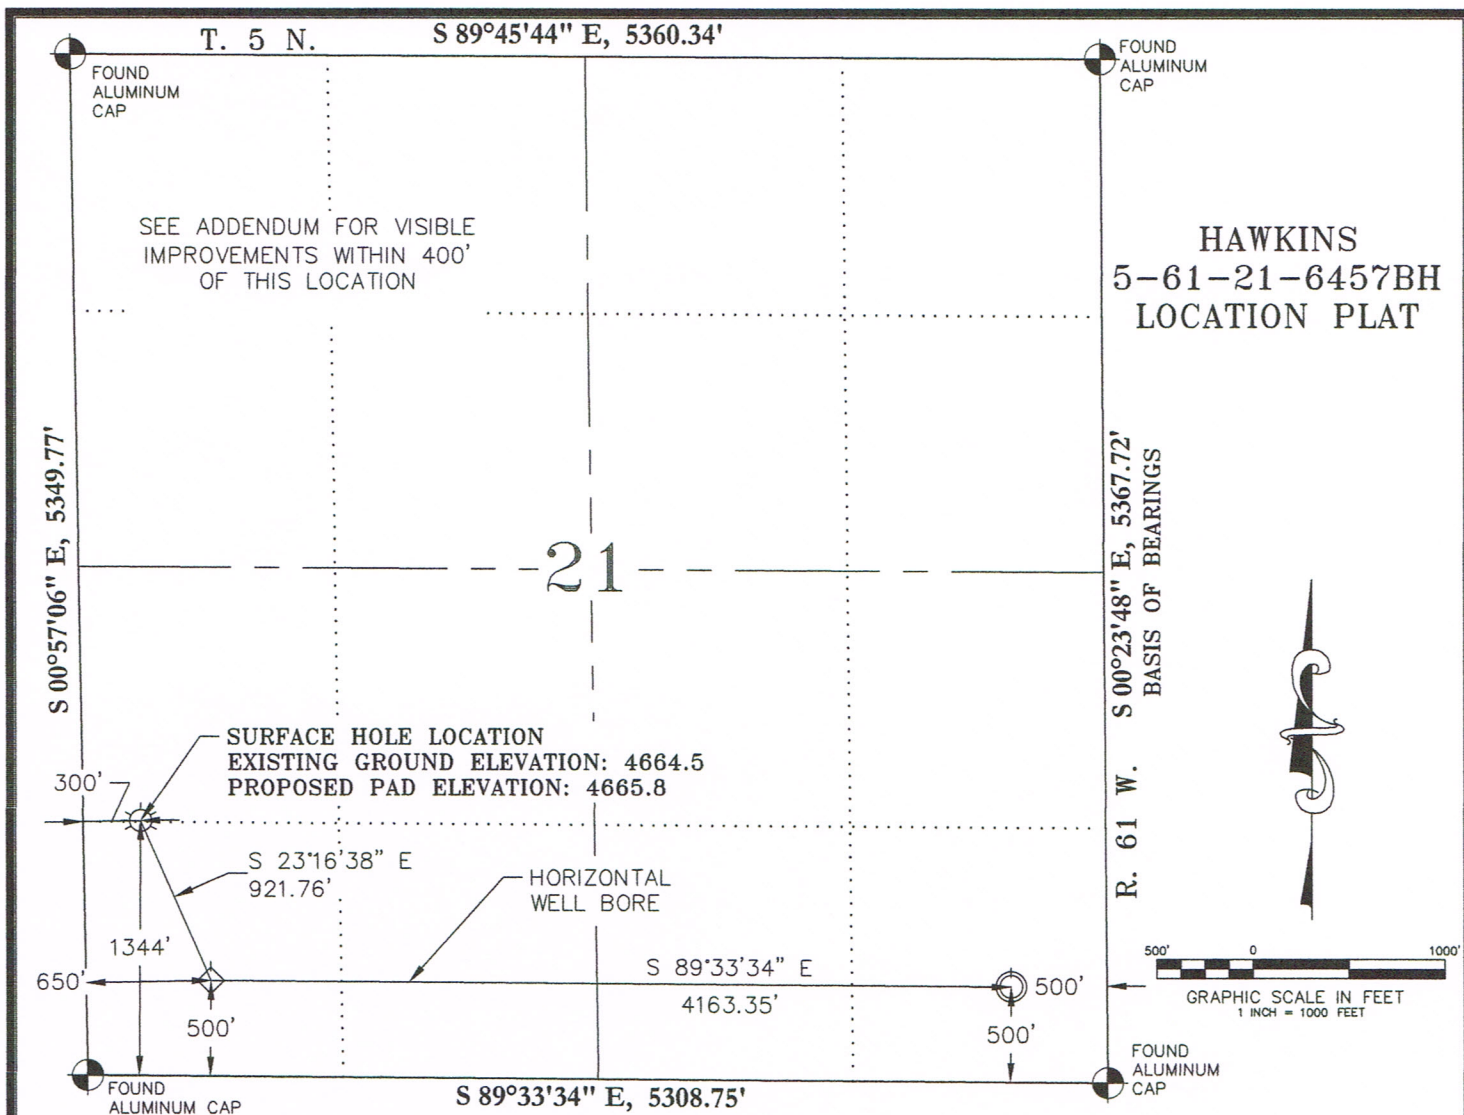 T. 5 N.
S 89°45'44" E, 5360.34'
FOUND
ALUMINUM
CAP
FOUND
ALUMINUM
CAP
SEE ADDENDUM FOR VISIBLE
IMPROVEMENTS WITHIN 400'
OF THIS LOCATION
HAWKINS
5-61-21-6457BH
LOCATION PLAT
S 00°57'06" E, 5349.77'
21
S 00°23'48" E, 5367.72'
BASIS OF BEARINGS
R. 61 W.
SURFACE HOLE LOCATION
EXISTING GROUND ELEVATION: 4664.5
PROPOSED PAD ELEVATION: 4665.8
300'
S 23°16'38" E
921.76'
HORIZONTAL
WELL BORE
1344'
650'
500'
S 89°33'34" E
4163.35'
500'
500'
500' 0 1000'
GRAPHIC SCALE IN FEET
1 INCH = 1000 FEET
FOUND
ALUMINUM CAP
S 89°33'34" E, 5308.75'
FOUND
ALUMINUM
CAP